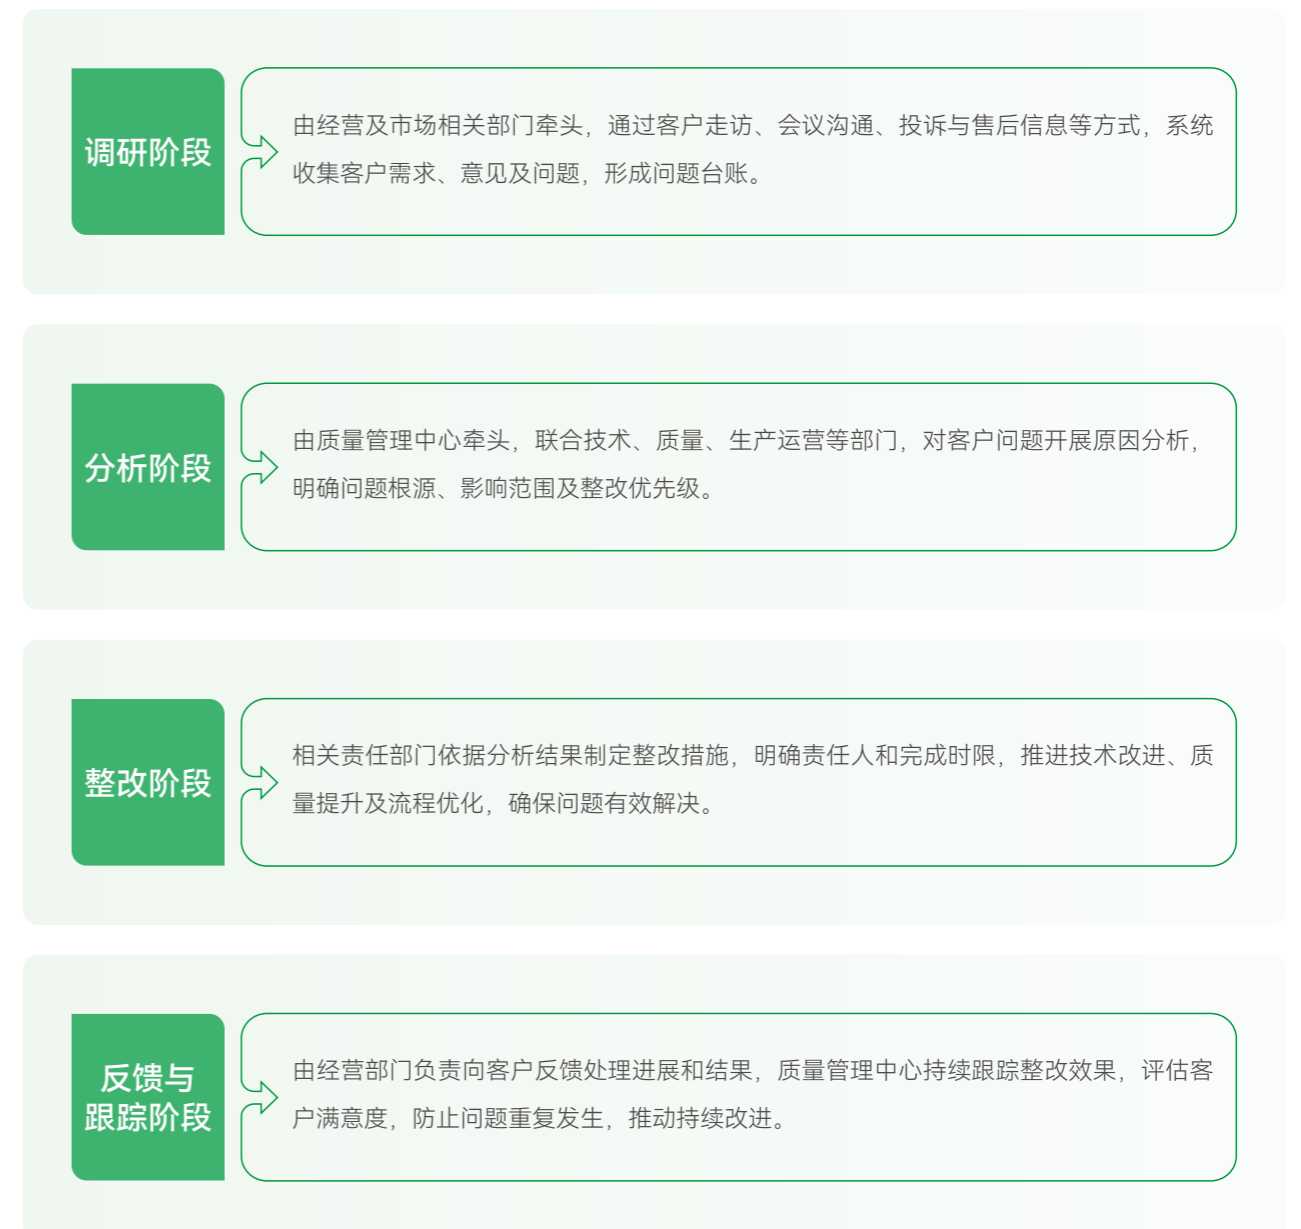 调研阶段
由经营及市场相关部门牵头，通过客户走访、会议沟通、投诉与售后信息等方式，系统
收集客户需求、意见及问题，形成问题台账。
分析阶段
由质量管理中心牵头，联合技术、质量、生产运营等部门，对客户问题开展原因分析，
明确问题根源、影响范围及整改优先级。
整改阶段
相关责任部门依据分析结果制定整改措施，明确责任人和完成时限，推进技术改进、质
量提升及流程优化，确保问题有效解决。
反馈与
跟踪阶段
由经营部门负责向客户反馈处理进展和结果，质量管理中心持续跟踪整改效果，评估客
户满意度，防止问题重复发生，推动持续改进。